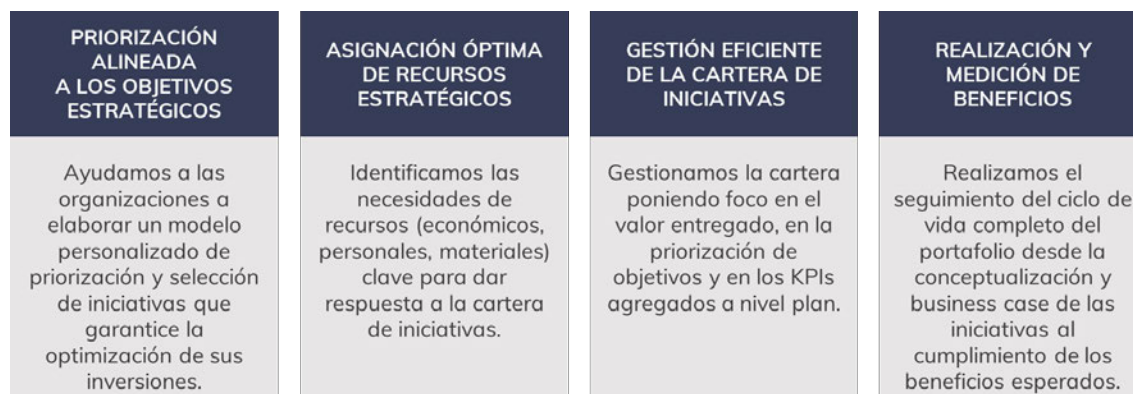 PRIORIZACIÓN
ALINEADA
A LOS OBJETIVOS
ESTRATÉGICOS
Ayudamos a las
organizaciones a
elaborar un modelo
personalizado de
priorización y selección
de iniciativas que
garantice la
optimización de sus
inversiones.
ASIGNACIÓN ÓPTIMA
DE RECURSOS
ESTRATÉGICOS
Identificamos las
necesidades de
recursos (económicos,
personales, materiales)
clave para dar
respuesta a la cartera
de iniciativas.
GESTIÓN EFICIENTE
DE LA CARTERA DE
INICIATIVAS
Gestionamos la cartera
poniendo foco en el
valor entregado, en la
priorización de
objetivos y en los KPIs
agregados a nivel plan.
REALIZACIÓN Y
MEDICIÓN DE
BENEFICIOS
Realizamos el
seguimiento del ciclo de
vida completo del
portafolio desde la
conceptualización y
business case de las
iniciativas al
cumplimiento de los
beneficios esperados.